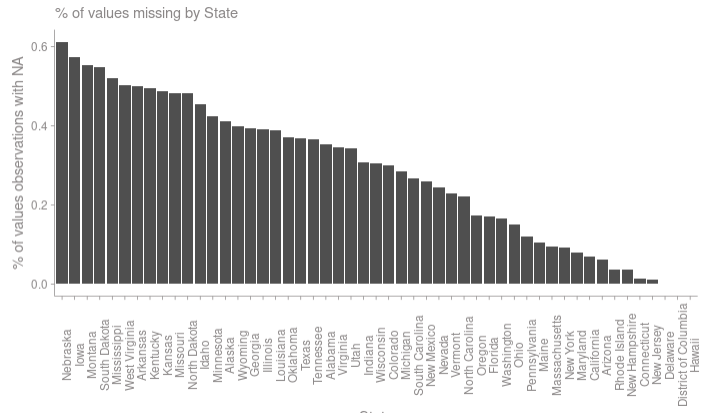 % of values missing by State
% of values observations with NA
0.6
0.4
0.2
0.0
Nebraska
Iowa
Montana
South Dakota
Mississippi
West Virginia
Arkansas
Kentucky
Kansas
Missouri
North Dakota
Idaho
Minnesota
Alaska
Wyoming
Georgia
Illinois
Louisiana
Oklahoma
Texas
Tennessee
Alabama
Virginia
Utah
Indiana
Wisconsin
Colorado
Michigan
South Carolina
New Mexico
Nevada
Vermont
North Carolina
Oregon
Florida
Washington
Ohio
Pennsylvania
Maine
Massachusetts
New York
Maryland
California
Arizona
Rhode Island
New Hampshire
Connecticut
New Jersey
Delaware
District of Columbia
Hawaii